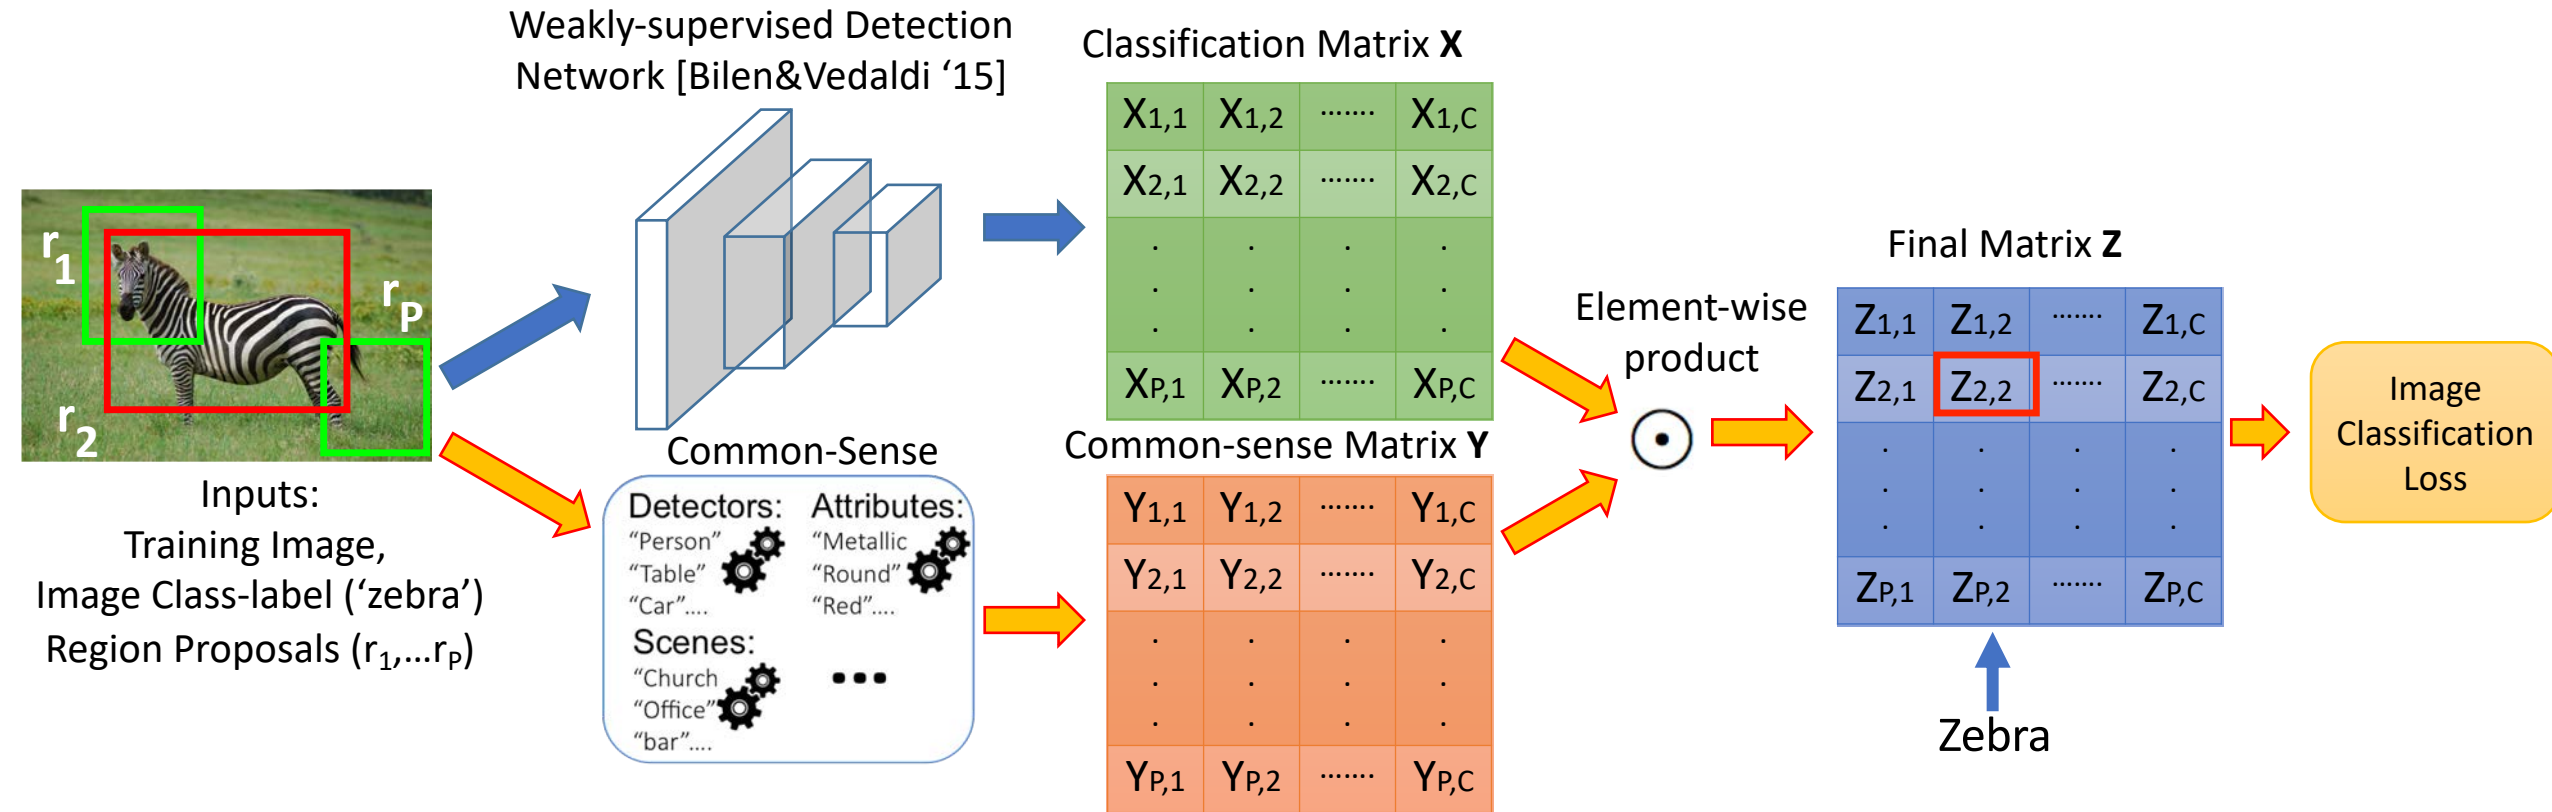 Weakly-supervised Detection
Network [Bilen&Vedaldi ‘15]
r1
r2
rP
Inputs:
Training Image,
Image Class-label (‘zebra’)
Region Proposals (r1,…rP)
Common-Sense
Detectors:
“Person”
“Table”
“Car”....
Attributes:
“Metallic
“Round”
“Red”....
Scenes:
“Church
“Office”
“bar”....
...
Classification Matrix X
X1,1 X1,2 ....... X1,C
X2,1 X2,2 ....... X2,C
. . . .
. . . .
. . . .
XP,1 XP,2 ....... XP,C
Common-sense Matrix Y
Y1,1 Y1,2 ....... Y1,C
Y2,1 Y2,2 ....... Y2,C
. . . .
. . . .
. . . .
YP,1 YP,2 ....... YP,C
Element-wise
product
Final Matrix Z
Z1,1 Z1,2 ....... Z1,C
Z2,1 Z2,2 ....... Z2,C
. . . .
. . . .
. . . .
ZP,1 ZP,2 ....... ZP,C
Zebra
Image
Classification
Loss